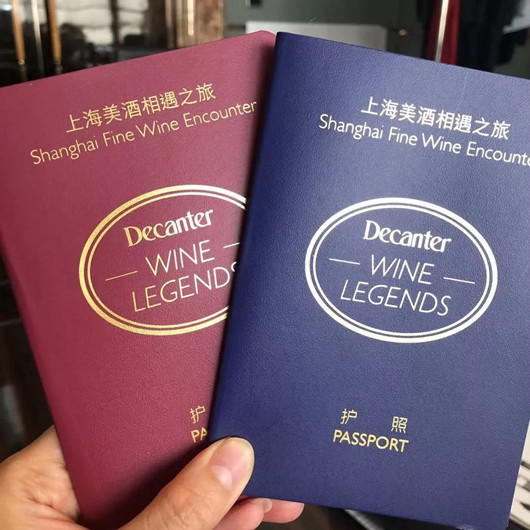 上海美酒相遇之旅
Shanghai Fine Wine Encounter
Decanter
WINE
LEGENDS
护
PASS
上海美酒相遇之旅
Shanghai Fine Wine Encounte
Decanter
WINE
LEGENDS
护 照
PASSPORT